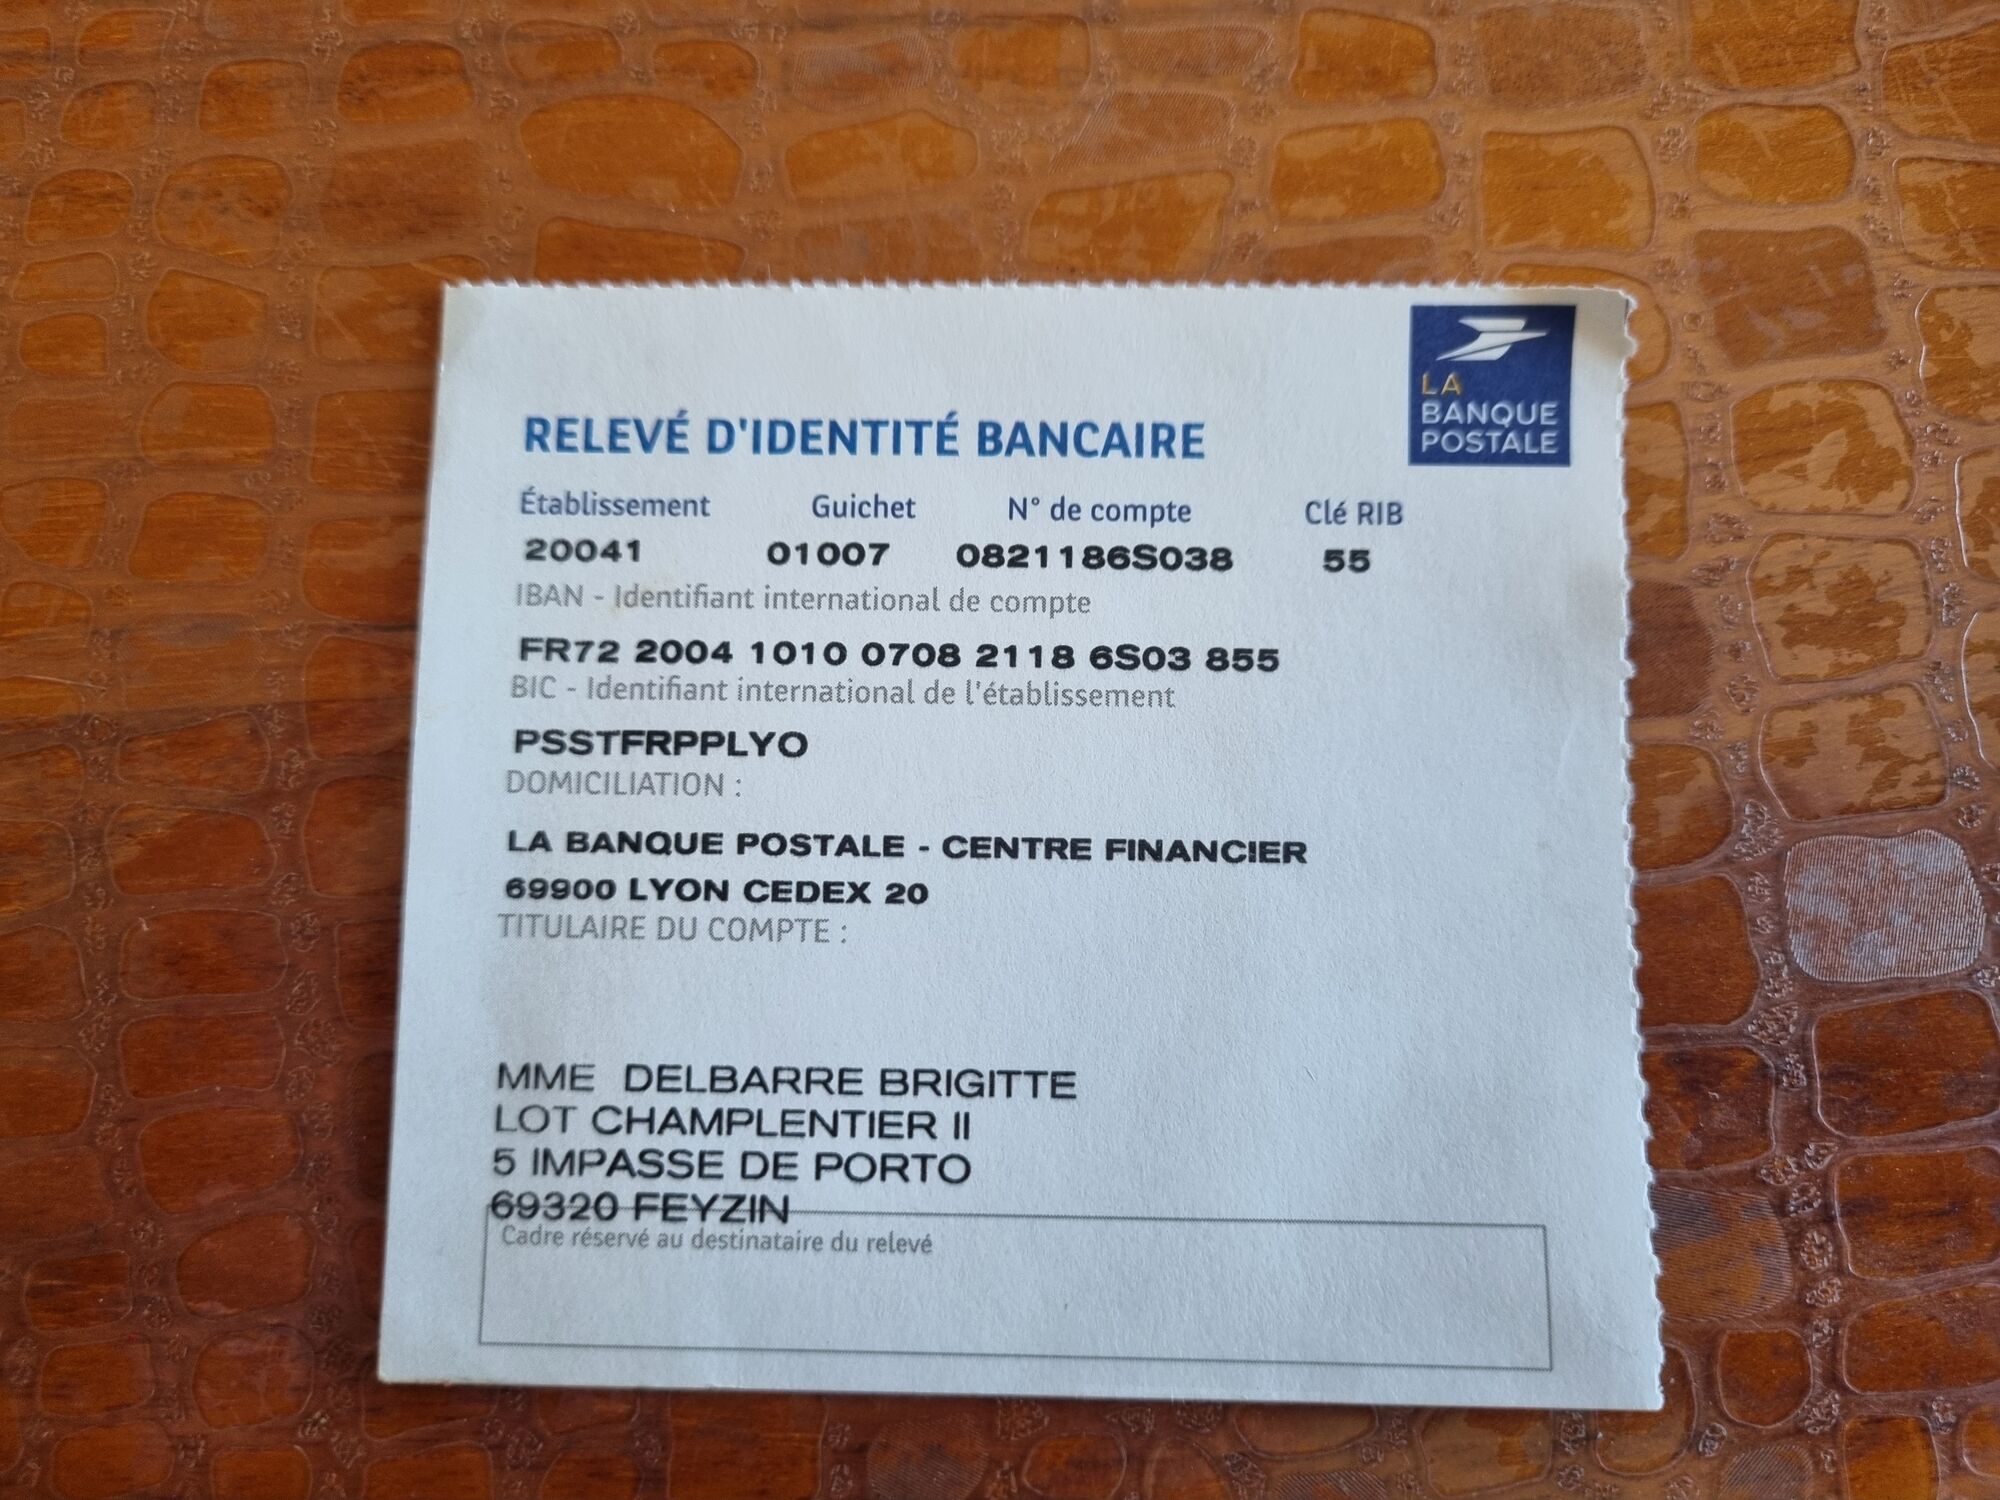 LA
BANQUE
POSTALE
RELEVÉ D'IDENTITÉ BANCAIRE
Établissement Guichet N° de compte Clé RIB
20041 01007 0821186S038 55
IBAN - Identifiant international de compte
FR72 2004 1010 0708 2118 6S03 855
BIC - Identifiant international de l'établissement
PSSTFRPPLYO
DOMICILIATION :
LA BANQUE POSTALE - CENTRE FINANCIER
69900 LYON CEDEX 20
TITULAIRE DU COMPTE :
MME DELBARRE BRIGITTE
LOT CHAMPLENTIER II
5 IMPASSE DE PORTO
69320 FEYZIN
Cadre réservé au destinataire du relevé